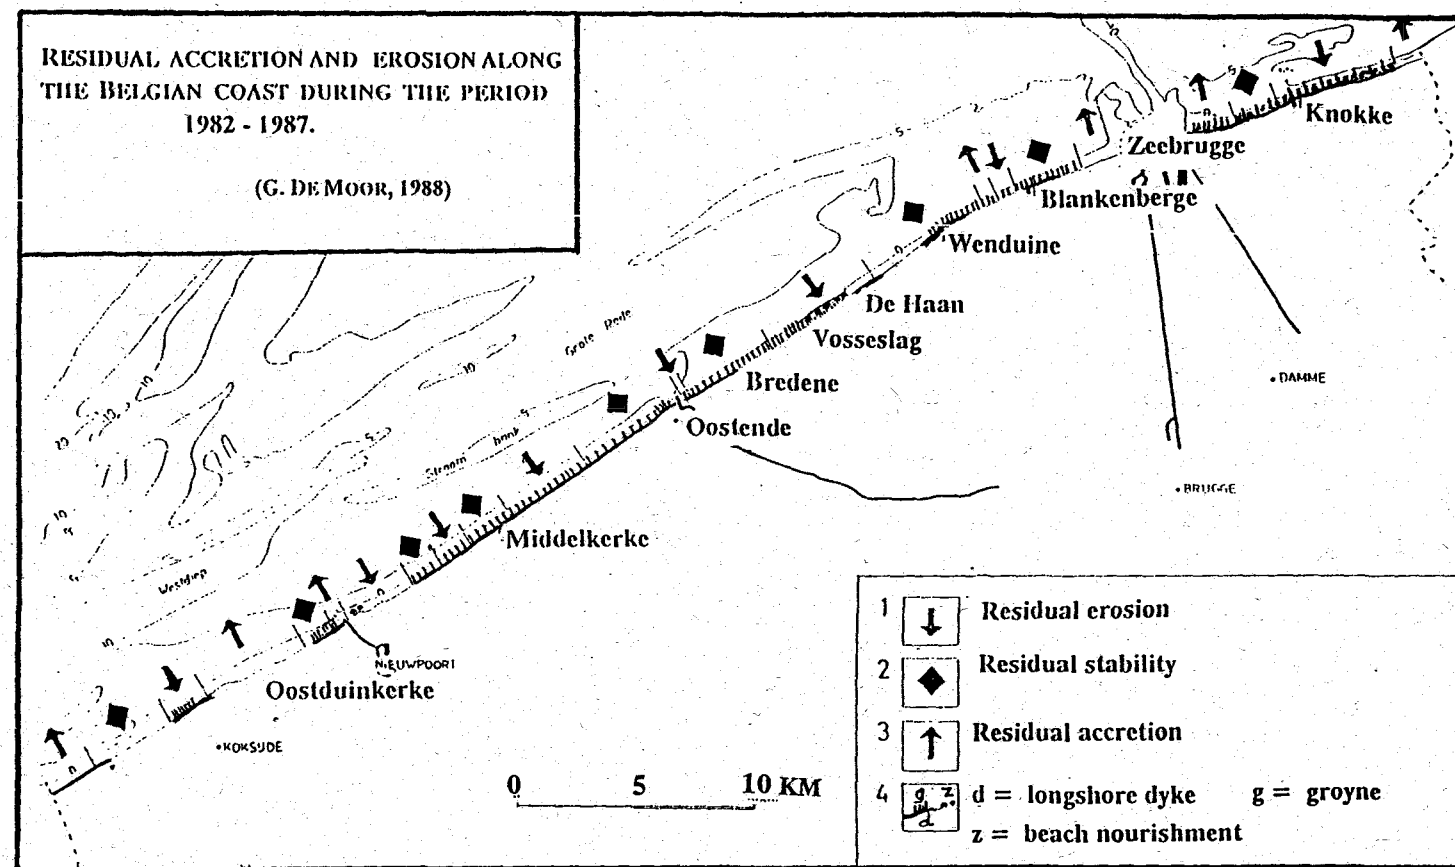 RESIDUAL ACCRETION AND EROSION ALONG
THE BELGIAN COAST DURING THE PERIOD
1982 - 1987.
(G. DE MOOR, 1988)
Knokke
Zeebrugge
Blankenberge
Wenduine
De Haan
Vosseslag
Grote Rede
DAMME
Bredene
Oostende
Stroom bank
BRUGGE
Middelkerke
Westdiep
NIEUWPOORT
Oostduinkerke
KOKSIJDE
0 5 10 KM
1 Residual erosion
2 Residual stability
3 Residual accretion
4 g z d d = longshore dyke g = groyne
z = beach nourishment